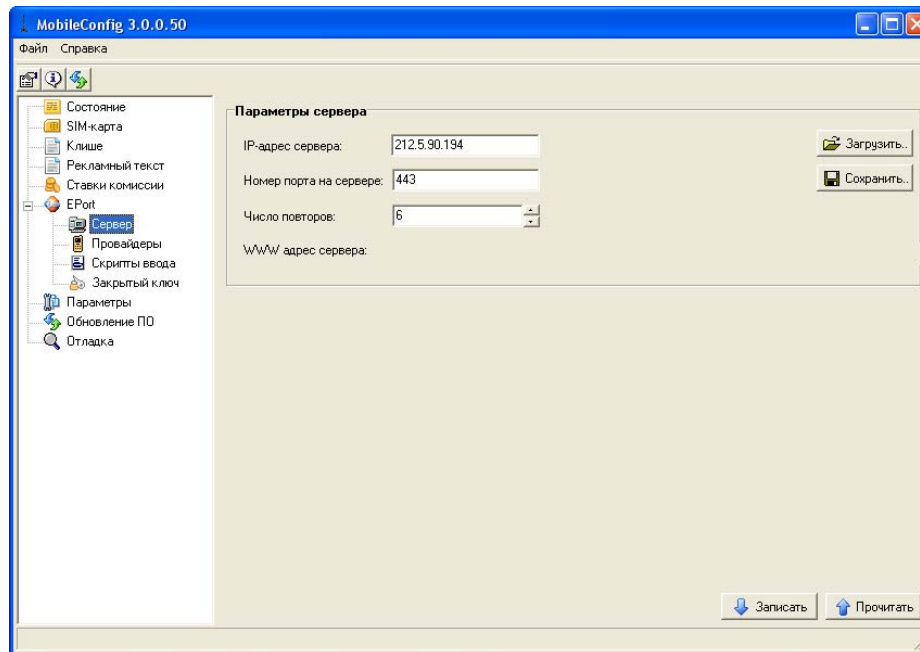 MobileConfig 3.0.0.50
Файл Справка
Состояние
SIM-карта
Клише
Рекламный текст
Ставки комиссии
EPort
Сервер
Провайдеры
Скрипты ввода
Закрытый ключ
Параметры
Обновление ПО
Отладка
Параметры сервера
IP-адрес сервера: 212.5.90.194
Номер порта на сервере: 443
Число повторов: 6
WWW адрес сервера:
Загрузить..
Сохранить..
Записать Прочитать